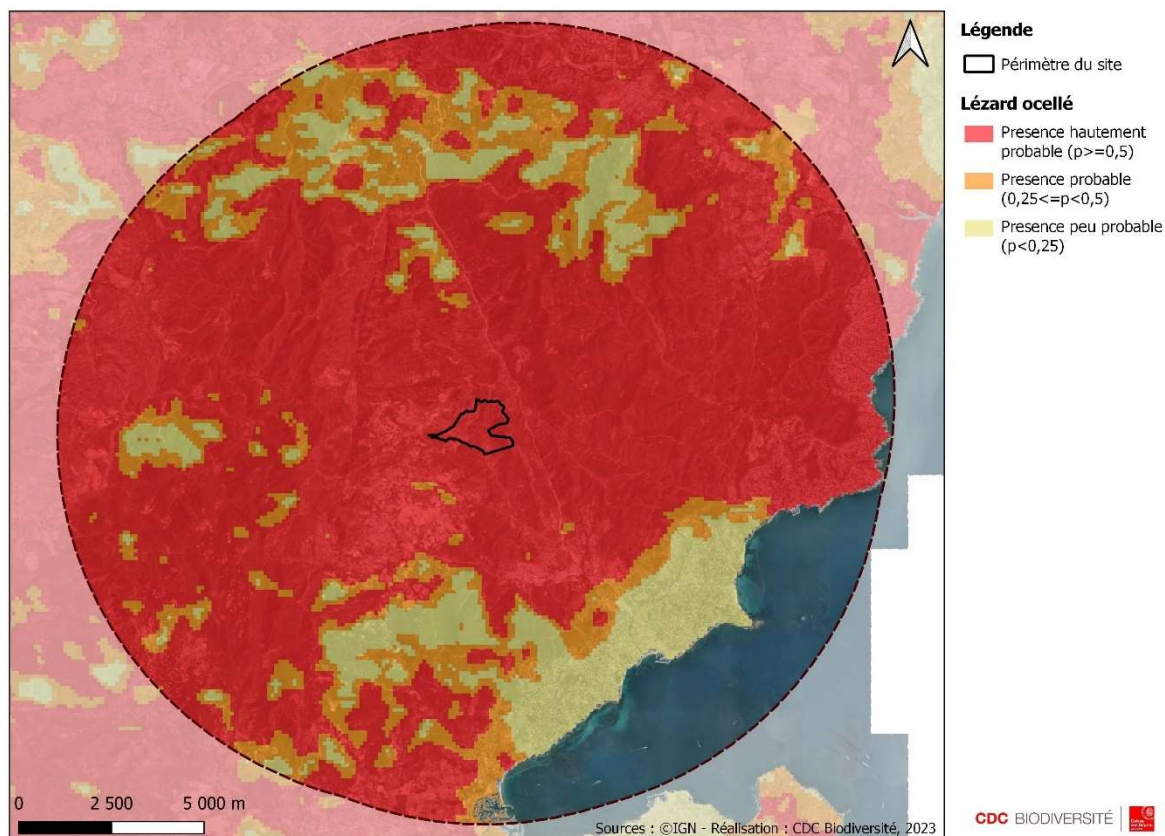 Légende
Périmètre du site
Lézard ocellé
Presence hautement
probable (p>=0,5)
Presence probable
(0,25<=p<0,5)
Presence peu probable
(p<0,25)
0 2 500 5 000 m
Sources : ©IGN - Réalisation : CDC Biodiversité, 2023
CDC BIODIVERSITÉ